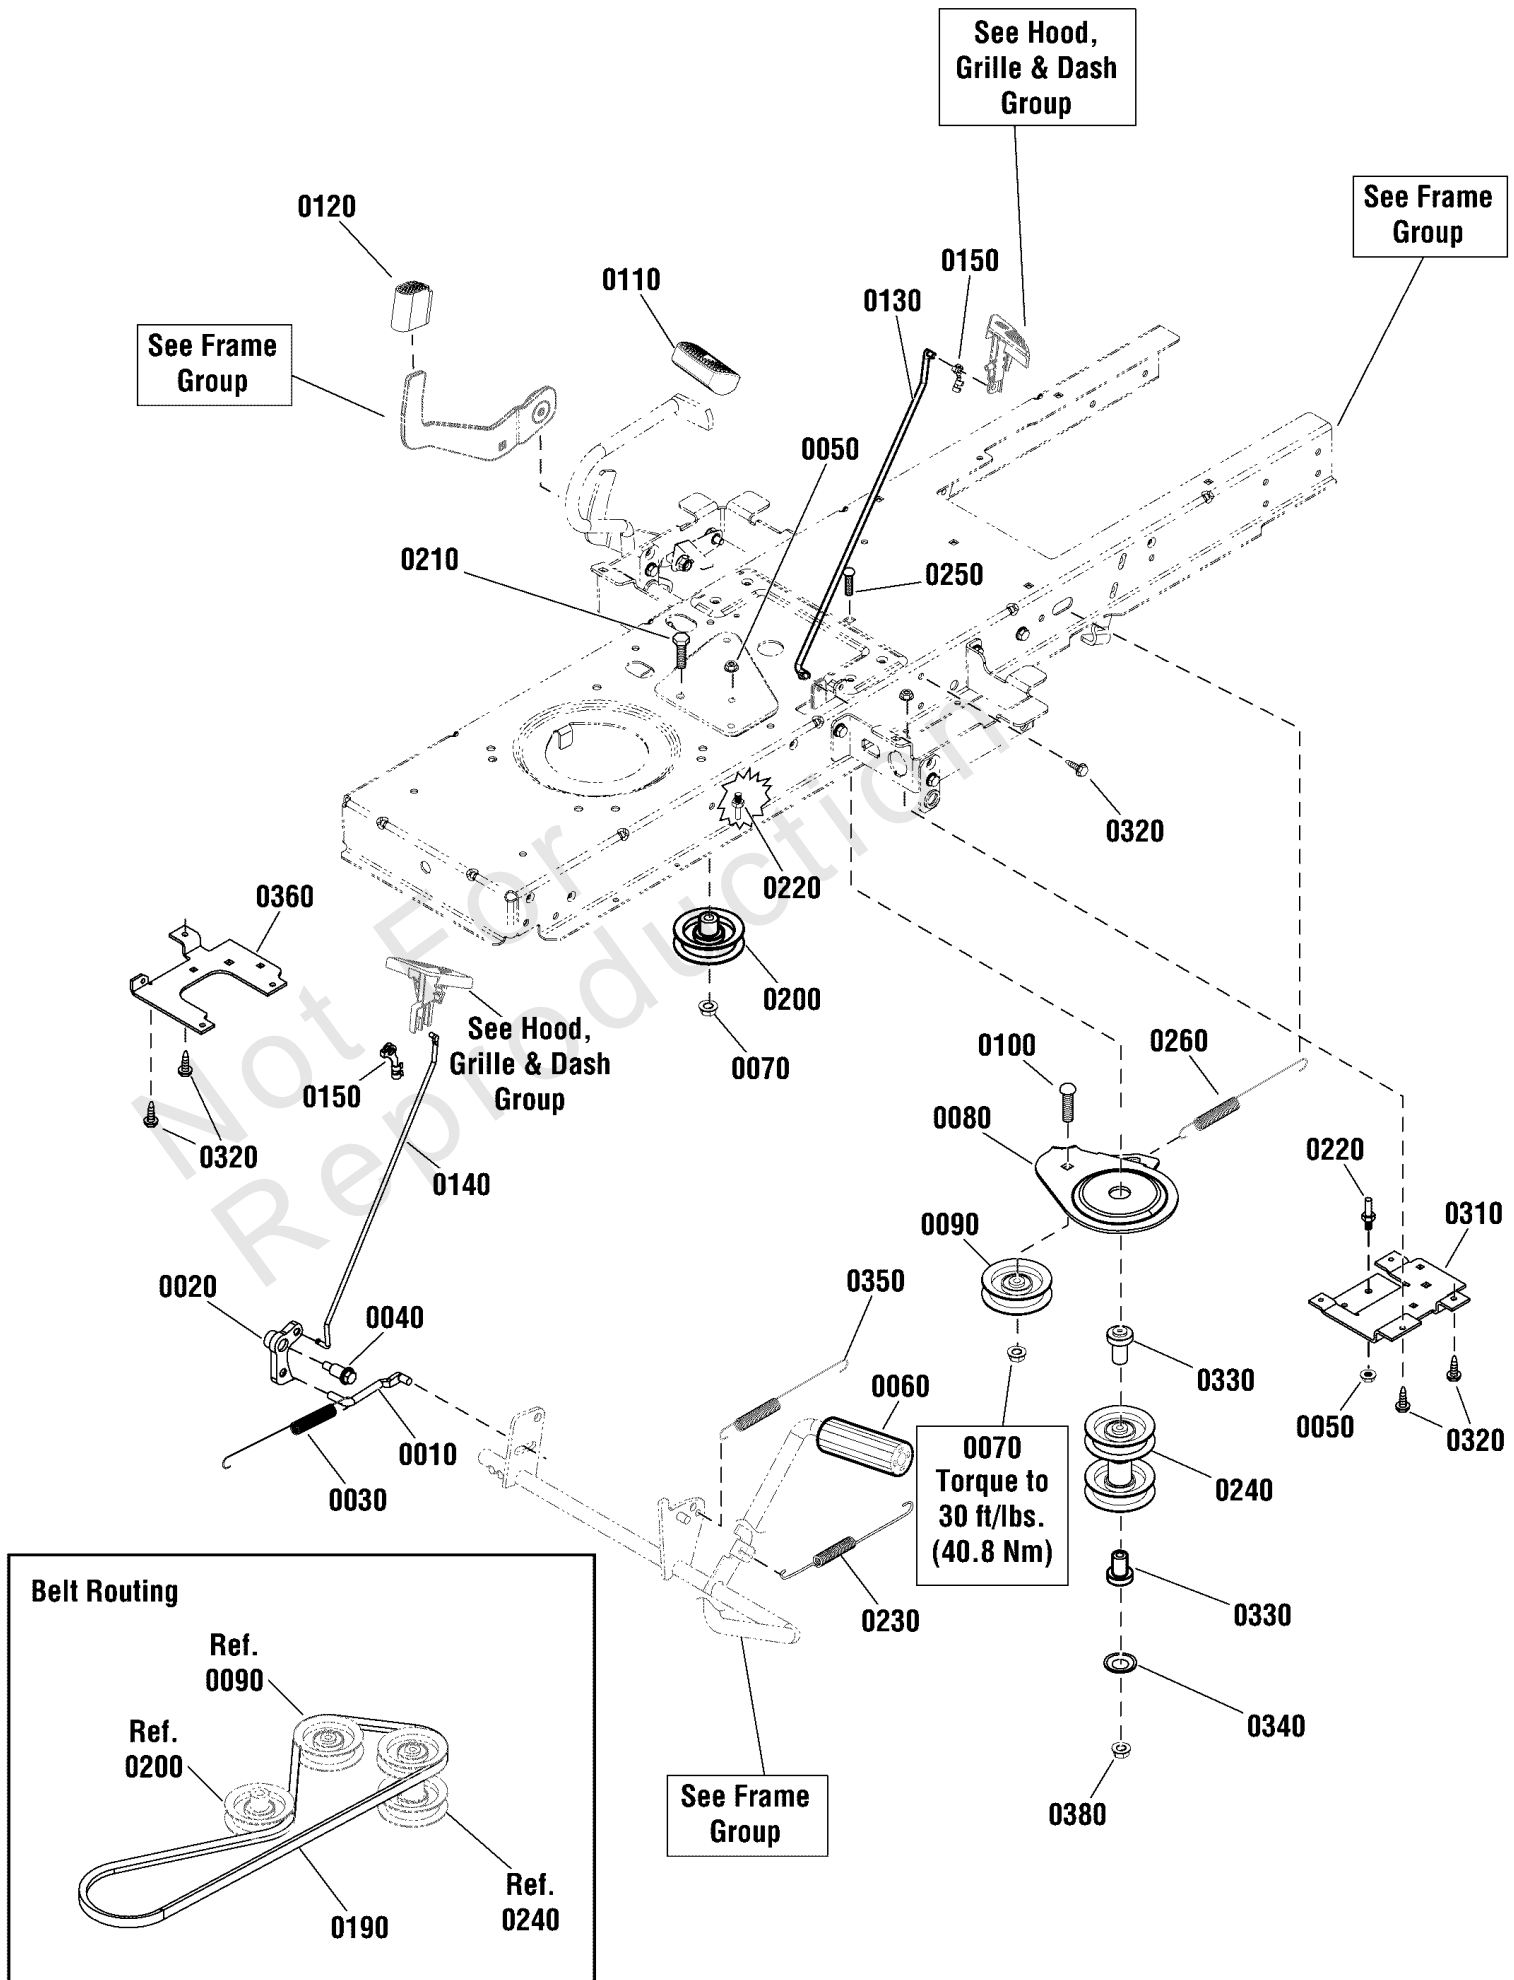 See Hood,
Grille & Dash
Group
See Frame
Group
0120
0110
0150
0130
See Frame
Group
0050
0210
0250
0320
0220
0360
0200
See Hood,
Grille & Dash
Group
0070
0100
0260
0150
0080
0320
0220
0140
0310
0090
0020
0350
0040
0330
0060
0050
0320
0010
0070
Torque to
30 ft/lbs.
(40.8 Nm)
0240
0030
Belt Routing
0230
0330
Ref.
0090
Ref.
0200
0340
See Frame
Group
0380
Ref.
0240
0190
Not For
Reproduction